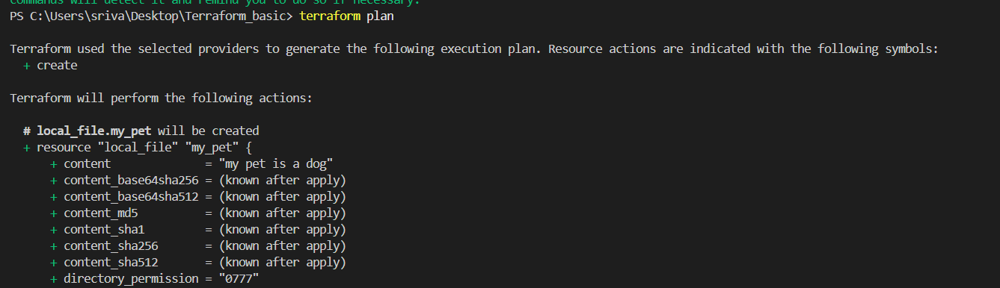 commands will detect it and remind you to do so if necessary.
PS C:\Users\sriva\Desktop\Terraform_basic> terraform plan
Terraform used the selected providers to generate the following execution plan. Resource actions are indicated with the following symbols:
+ create
Terraform will perform the following actions:
# local_file.my_pet will be created
+ resource "local_file" "my_pet" {
+ content = "my pet is a dog"
+ content_base64sha256 = (known after apply)
+ content_base64sha512 = (known after apply)
+ content_md5 = (known after apply)
+ content_sha1 = (known after apply)
+ content_sha256 = (known after apply)
+ content_sha512 = (known after apply)
+ directory_permission = "0777"